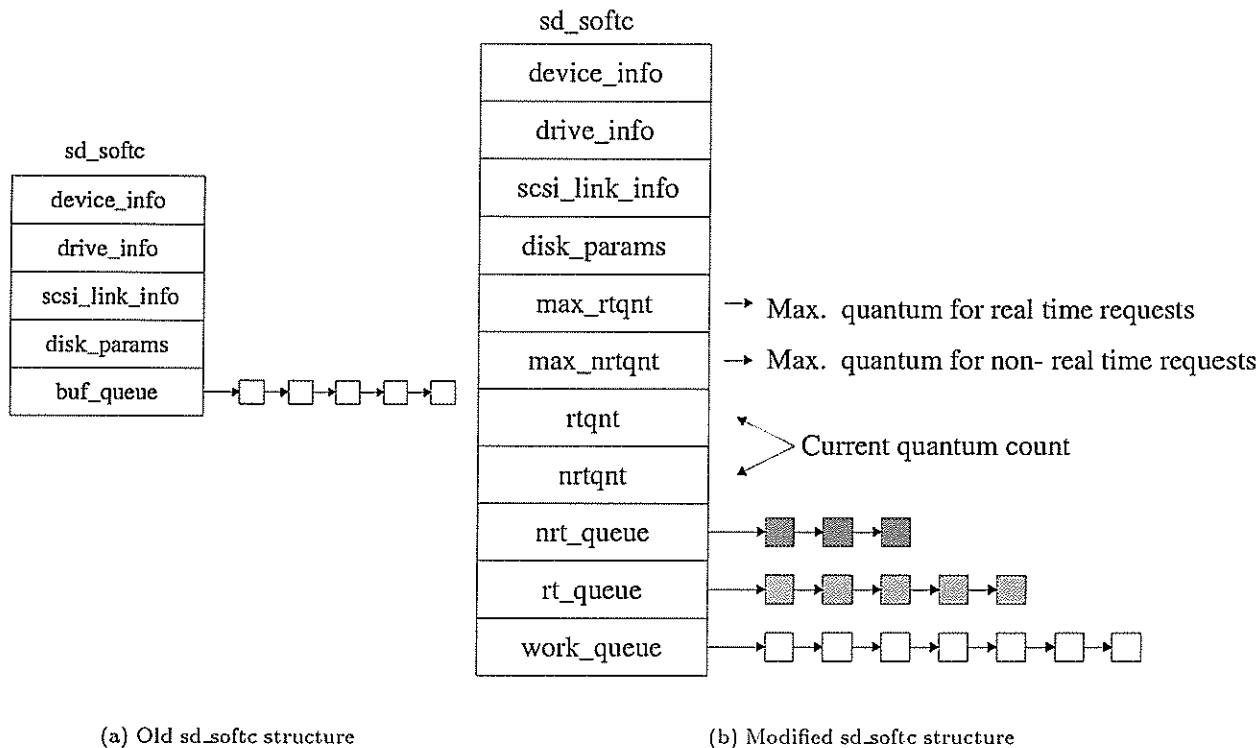 sd_softc
device_info
drive_info
scsi_link_info
disk_params
buf_queue
(a) Old sd_softc structure
sd_softc
device_info
drive_info
scsi_link_info
disk_params
max_rtqnt
Max. quantum for real time requests
max_nrtqnt
Max. quantum for non- real time requests
rtqnt
Current quantum count
nrtqnt
nrt_queue
rt_queue
work_queue
(b) Modified sd_softc structure